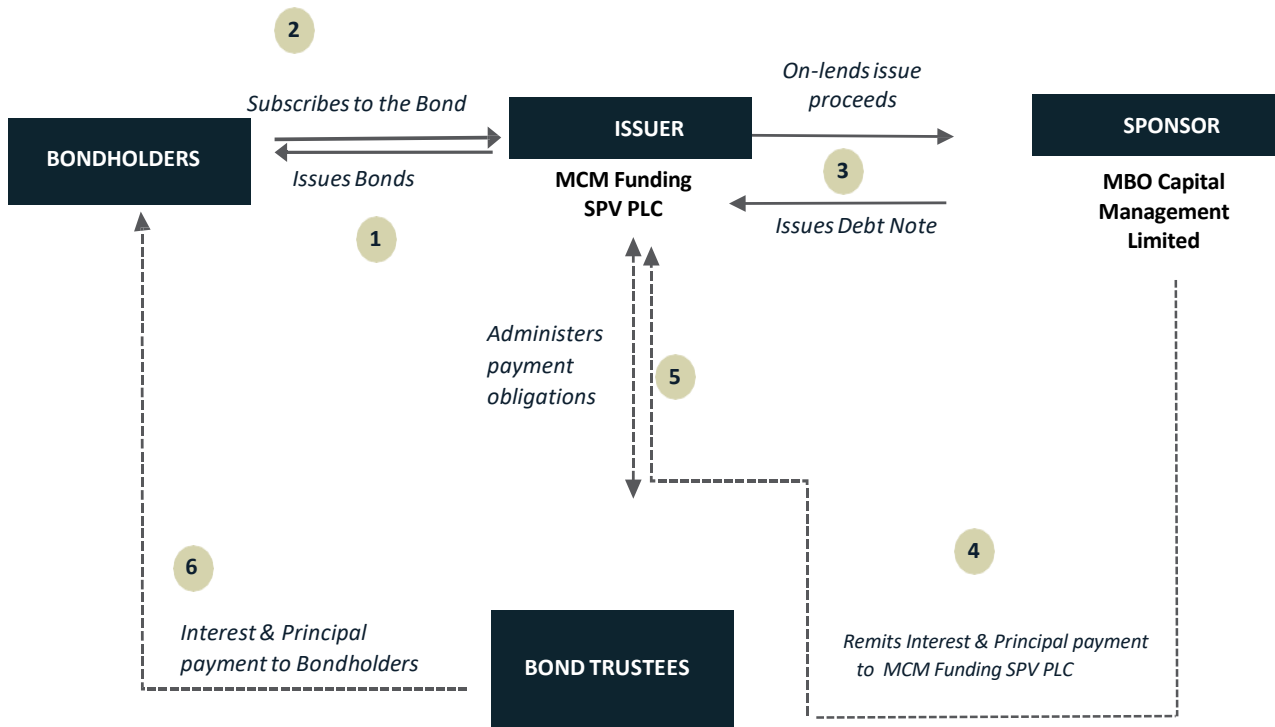 2
Subscribes to the Bond
On-lends issue
proceeds
BONDHOLDERS
ISSUER
SPONSOR
Issues Bonds
1
MCM Funding
SPV PLC
3
Issues Debt Note
MBO Capital
Management
Limited
Administers
payment
obligations
5
4
6
Interest & Principal
payment to Bondholders
BOND TRUSTEES
Remits Interest & Principal payment
to MCM Funding SPV PLC